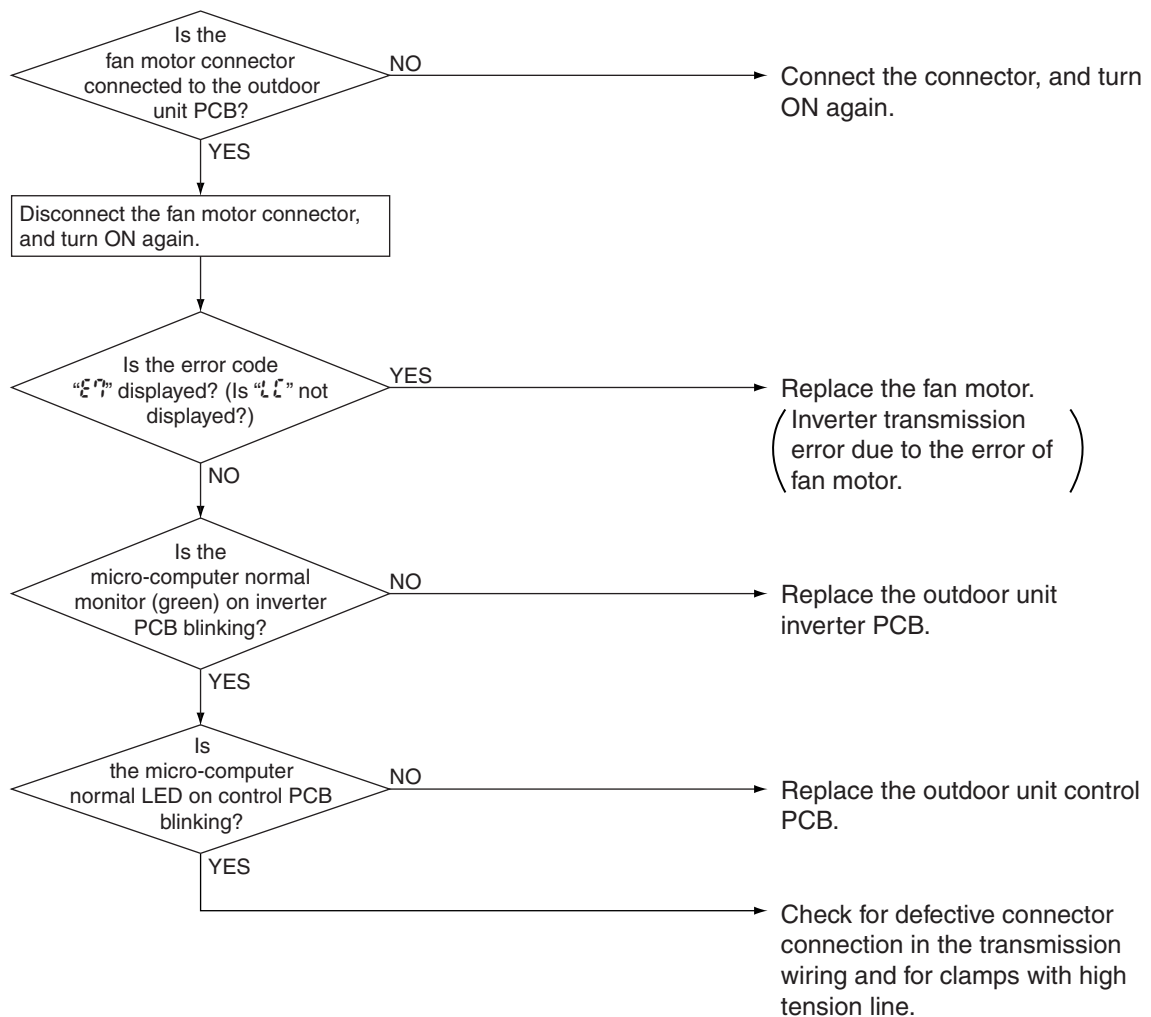 Is the
fan motor connector
connected to the outdoor
unit PCB?
NO
Connect the connector, and turn
ON again.
YES
Disconnect the fan motor connector,
and turn ON again.
Is the error code
“E7” displayed? (Is “LC” not
displayed?)
YES
Replace the fan motor.
Inverter transmission
error due to the error of
fan motor.
NO
Is the
micro-computer normal
monitor (green) on inverter
PCB blinking?
NO
Replace the outdoor unit
inverter PCB.
YES
Is
the micro-computer
normal LED on control PCB
blinking?
NO
Replace the outdoor unit control
PCB.
YES
Check for defective connector
connection in the transmission
wiring and for clamps with high
tension line.